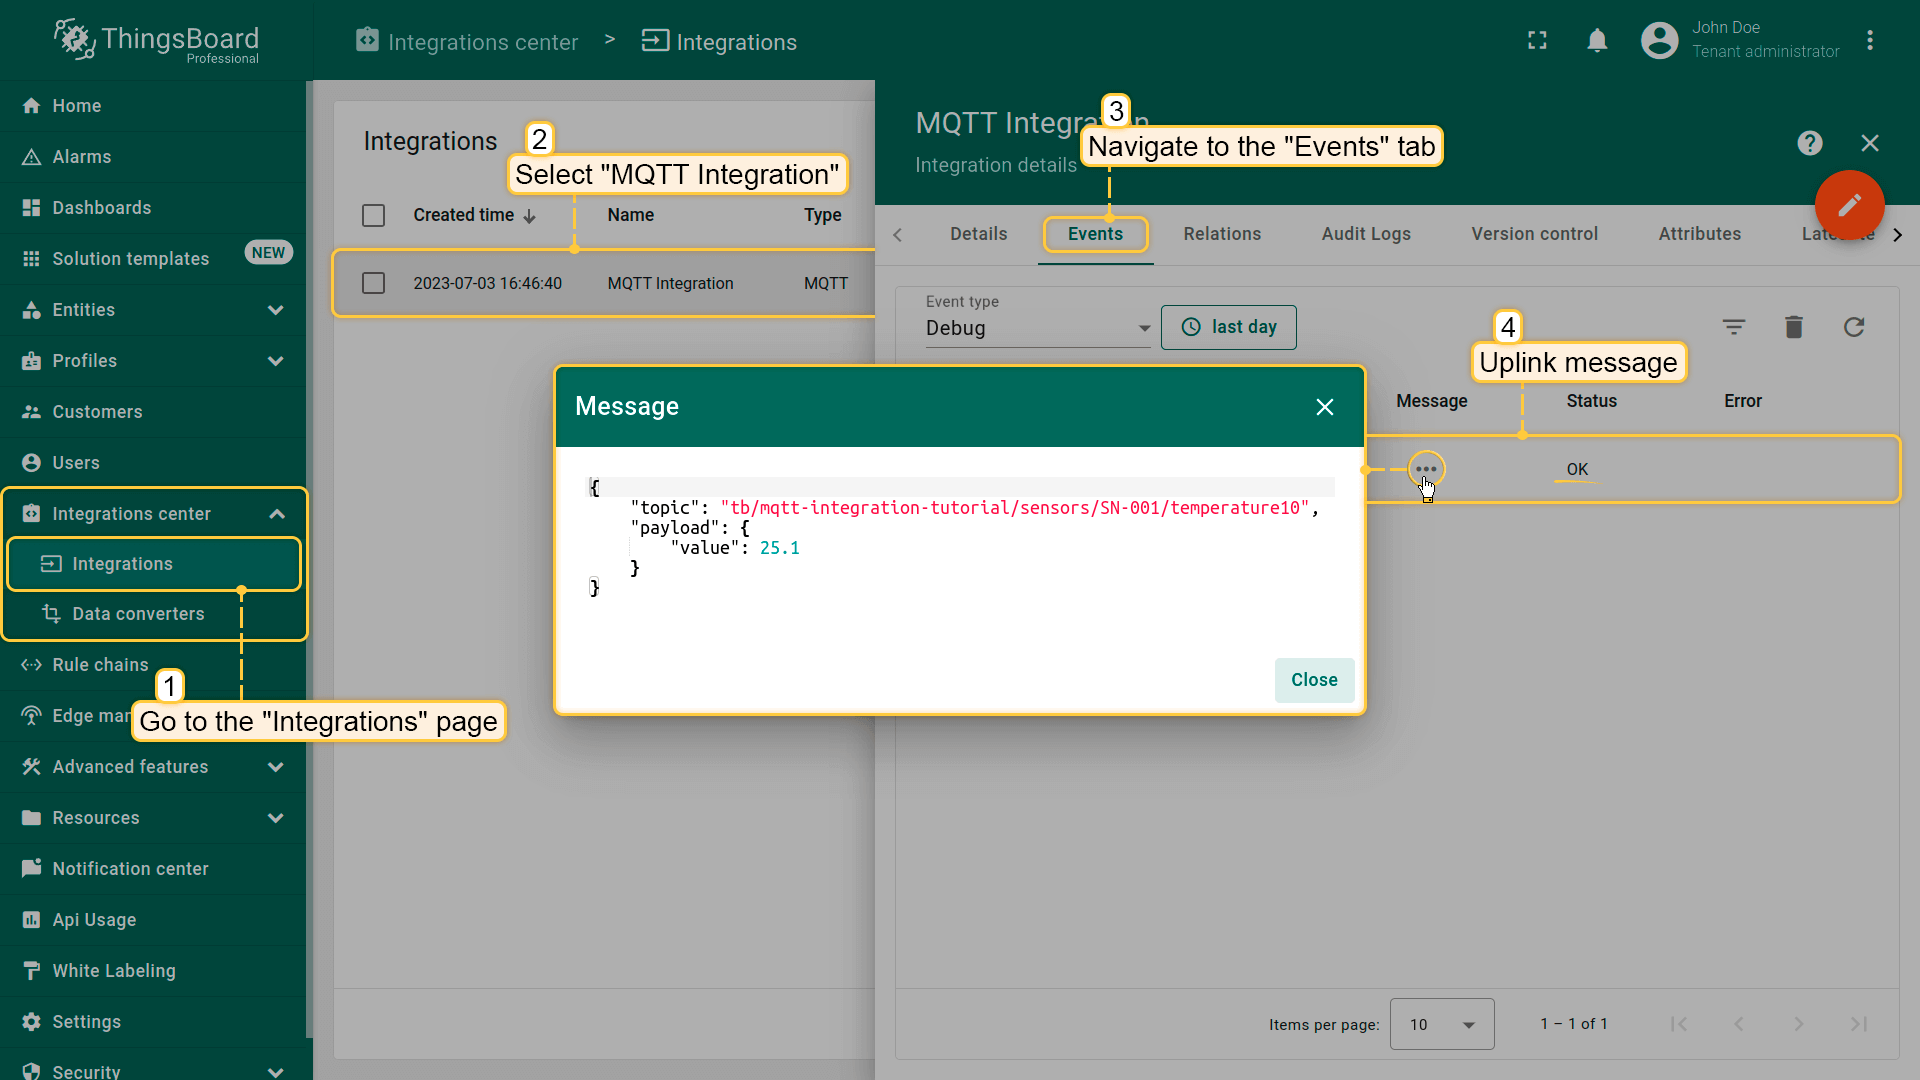 ThingsBoard
Professional
Integrations center > Integrations
John Doe
Tenant administrator
Home
Alarms
Dashboards
Solution templates NEW
Entities
Profiles
Customers
Users
Integrations center
Integrations
Data converters
Rule chains
1
Edge man
Go to the "Integrations" page
Advanced features
Resources
Notification center
Api Usage
White Labeling
Settings
Security
Integrations
2
Select "MQTT Integration"
Created time Name Type
2023-07-03 16:46:40 MQTT Integration MQTT
MQTT Integration
3
Navigate to the "Events" tab
Integration details
Details Events Relations Audit Logs Version control Attributes
Event type
Debug
last day
4
Uplink message
Message Status Error
OK
Message
{
"topic": "tb/mqtt-integration-tutorial/sensors/SN-001/temperature10",
"payload": {
"value": 25.1
}
}
Close
Items per page: 10 1 – 1 of 1